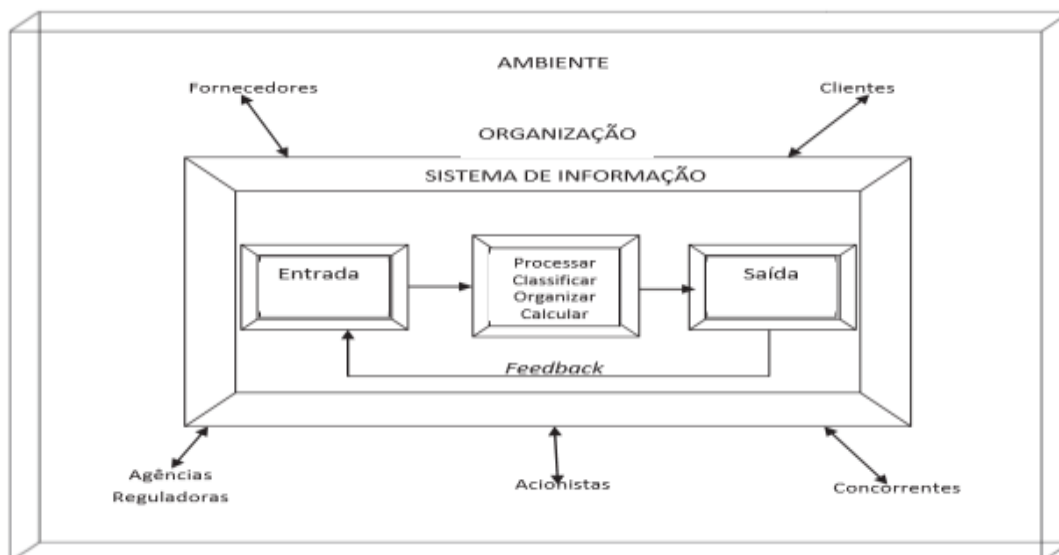 AMBIENTE
Fornecedores
Clientes
ORGANIZAÇÃO
SISTEMA DE INFORMAÇÃO
Entrada
Processar
Classificar
Organizar
Calcular
Saída
Feedback
Agências
Reguladoras
Acionistas
Concorrentes